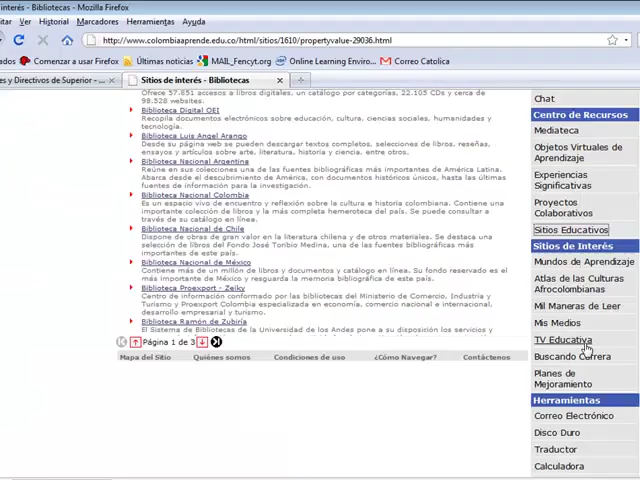 interés - Bibliotecas - Mozilla Firefox
itar Ver Historial Marcadores Herramientas Ayuda
http://www.colombiaaprende.edu.co/html/sitios/1610/propertyvalue-29036.html
ados Comenzar a usar Firefox Últimas noticias MAIL_Fencyt.org Online Learning Enviro... Correo Catolica
es y Directivos de Superior - ... Sitios de interés - Bibliotecas
Ofrece 57.851 accesos a libros digitales, un catálogo por categorías, 22.105 CDs y cerca de
98.528 websites.
Biblioteca Digital OEI
Recopila documentos electrónicos sobre educación, cultura, ciencias sociales, humanidades y
tecnología.
Biblioteca Luis Angel Arango
Desde su página web se pueden descargar textos completos, selecciones de libros, reseñas,
ensayos y artículos sobre arte, literatura, historia y ciencia, entre otros.
Biblioteca Nacional Argentina
Reúne en sus colecciones una de las fuentes bibliográficas más importantes de América Latina.
Abarca desde el descubrimiento de América, con documentos históricos únicos, hasta las últimas
fuentes de información para la investigación.
Biblioteca Nacional Colombia
Es un espacio vivo de encuentro y reflexión sobre la cultura e historia colombiana. Contiene una
importante colección de libros y la más completa hemeroteca del país. Se puede consultar a
través de su catálogo en línea.
Biblioteca Nacional de Chile
Dispone de obras de gran valor en la literatura chilena y de otros materiales. Se destaca una
selección de libros del Fondo José Toribio Medina, una de las fuentes bibliográficas más
importantes de este país.
Biblioteca Nacional de México
Contiene más de un millón de libros y documentos y catálogo en línea. Su fondo reservado es el
más importante de México y resguarda la memoria bibliográfica de este país.
Biblioteca Proexport - Zeiky
Centro de información conformado por las bibliotecas del Ministerio de Comercio, Industria y
Turismo y Proexport Colombia especializada en economía, comercio nacional e internacional,
desarrollo empresarial y turismo.
Biblioteca Ramón de Zubiría
El Sistema de Bibliotecas de la Universidad de los Andes pone a su disposición los servicios y
Página 1 de 3
Mapa del Sitio Quiénes somos Condiciones de uso ¿Cómo Navegar? Contáctenos
Chat
Centro de Recursos
Mediateca
Objetos Virtuales de
Aprendizaje
Experiencias
Significativas
Proyectos
Colaborativos
Sitios Educativos
Sitios de Interés
Mundos de Aprendizaje
Atlas de las Culturas
Afrocolombianas
Mil Maneras de Leer
Mis Medios
TV Educativa
Buscando Carrera
Planes de
Mejoramiento
Herramientas
Correo Electrónico
Disco Duro
Traductor
Calculadora